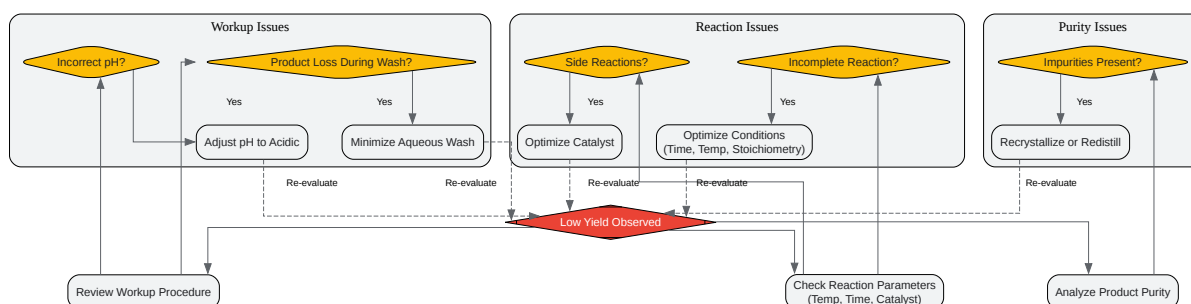 Workup Issues
Reaction Issues
Purity Issues
Incorrect pH?
Product Loss During Wash?
Side Reactions?
Incomplete Reaction?
Impurities Present?
Yes
Yes
Yes
Yes
Yes
Adjust pH to Acidic
Minimize Aqueous Wash
Optimize Catalyst
Optimize Conditions
(Time, Temp, Stoichiometry)
Recrystallize or Redistill
Re-evaluate
Re-evaluate
Re-evaluate
Re-evaluate
Re-evaluate
Low Yield Observed
Review Workup Procedure
Check Reaction Parameters
(Temp, Time, Catalyst)
Analyze Product Purity